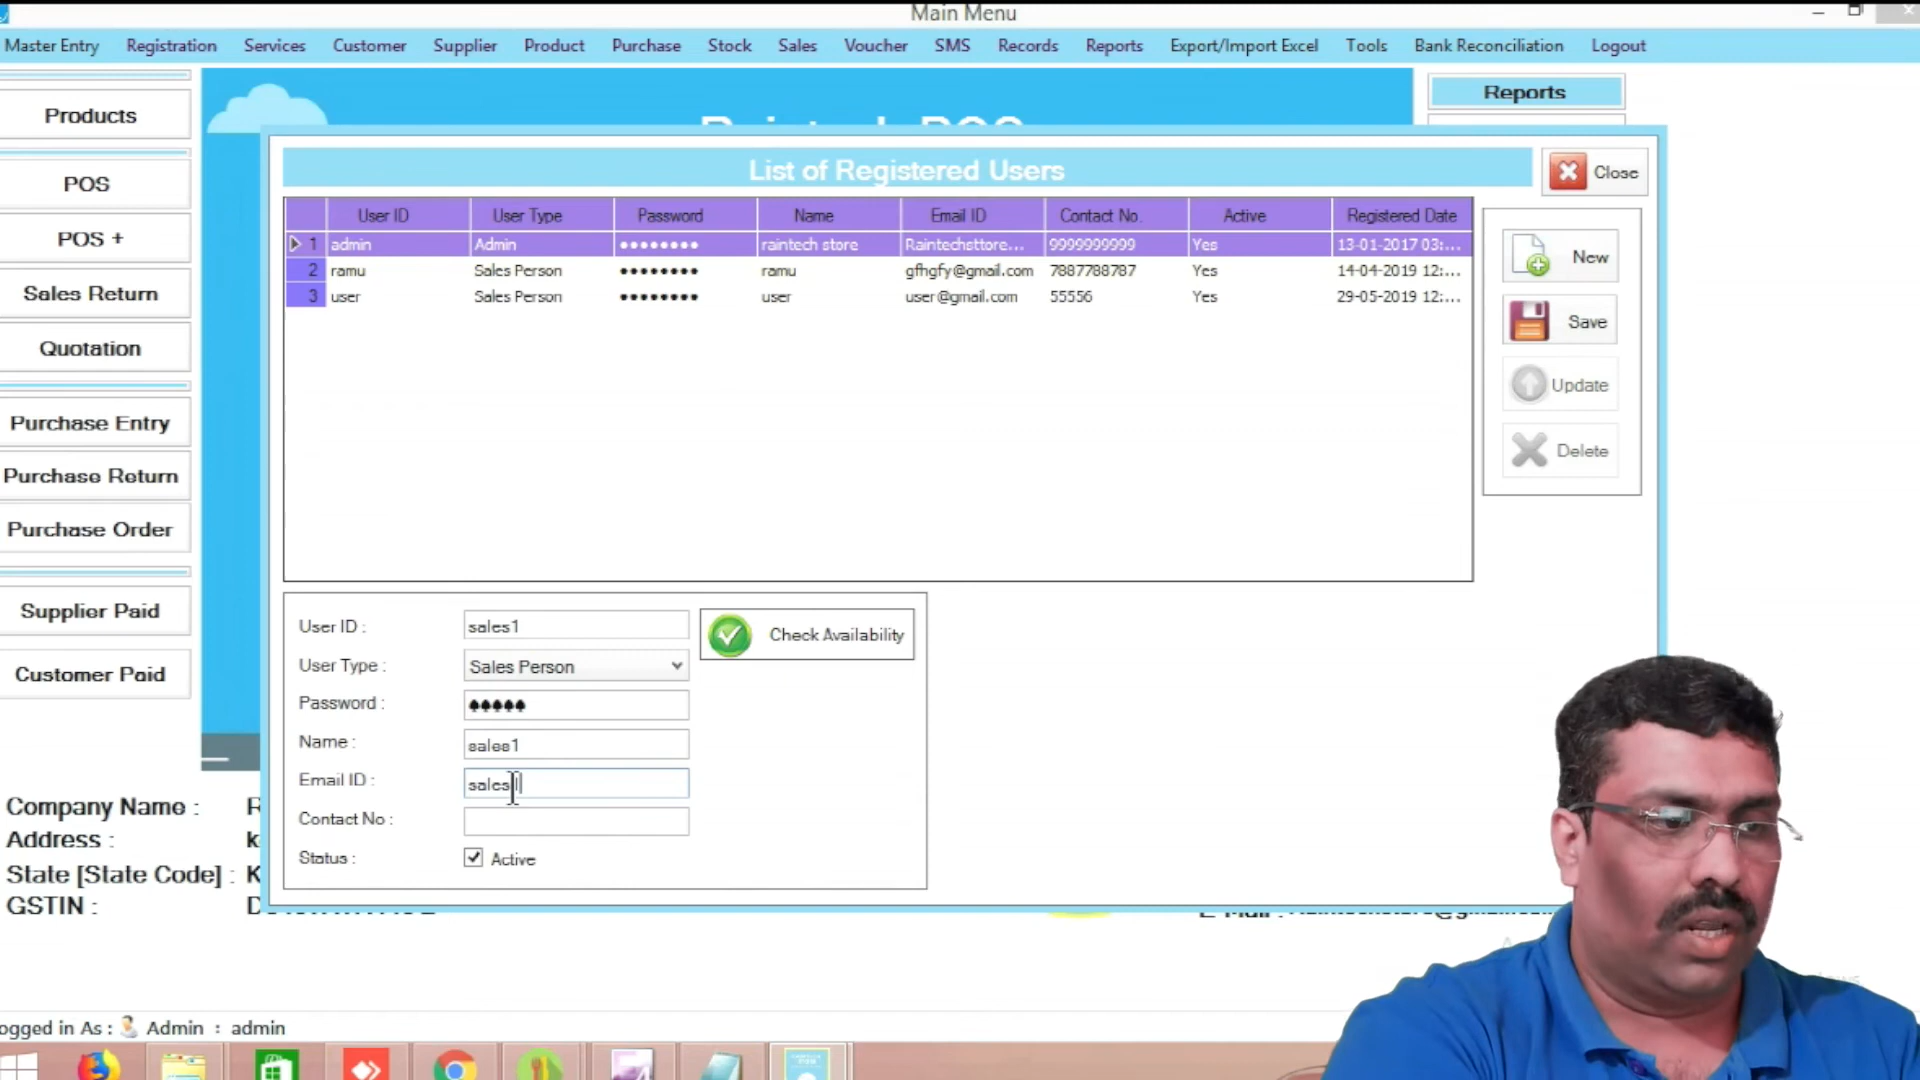 Main Menu
Master Entry Registration Services Customer Supplier Product Purchase Stock Sales Voucher SMS Records Reports Export/Import Excel Tools Bank Reconciliation Logout
Products
POS
POS +
Sales Return
Quotation
Purchase Entry
Purchase Return
Purchase Order
Supplier Paid
Customer Paid
Reports
List of Registered Users
Close
User ID User Type Password Name Email ID Contact No. Active Registered Date
1 admin Admin ●●●●●●●● raintech store Raintechsttore... 9999999999 Yes 13-01-2017 03:...
2 ramu Sales Person ●●●●●●●● ramu gfhgfy@gmail.com 7887788787 Yes 14-04-2019 12:...
3 user Sales Person ●●●●●●●● user user@gmail.com 55556 Yes 29-05-2019 12:...
New
Save
Update
Delete
User ID : sales1
Check Availability
User Type : Sales Person
Password : ♠♠♠♠♠
Name : sales1
Email ID : sales
Contact No :
Status : Active
Company Name :
Address :
State [State Code] :
GSTIN :
ogged in As : Admin : admin